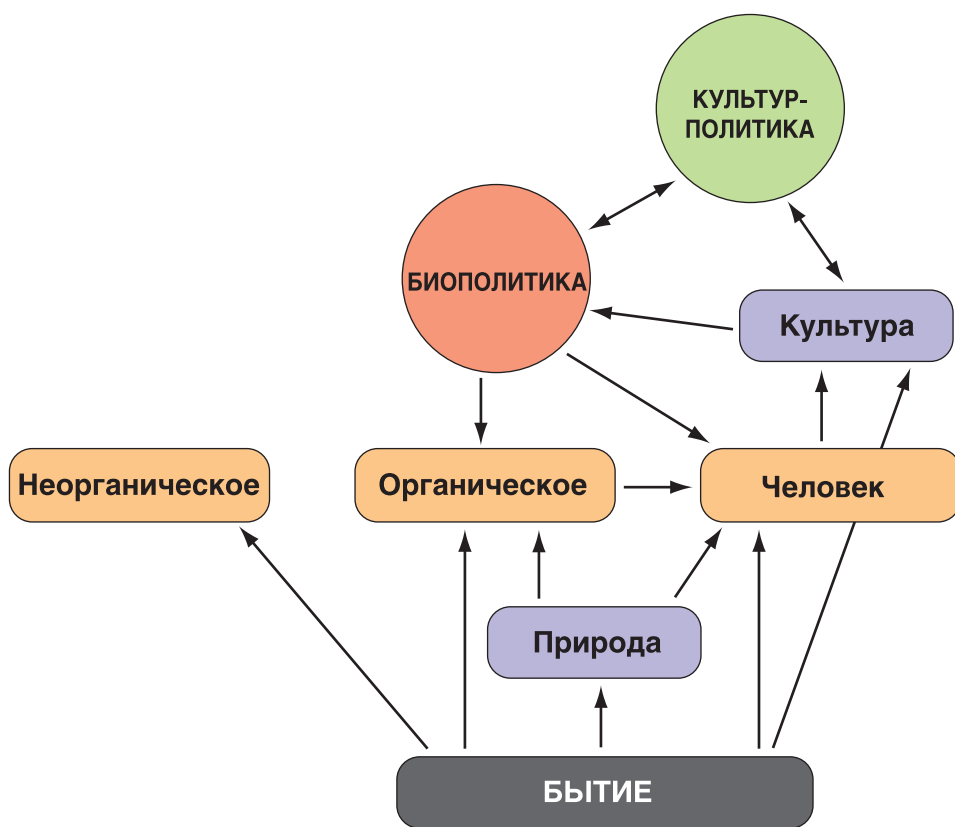 КУЛЬТУР-
ПОЛИТИКА
БИОПОЛИТИКА
Культура
Неорганическое
Органическое
Человек
Природа
БЫТИЕ